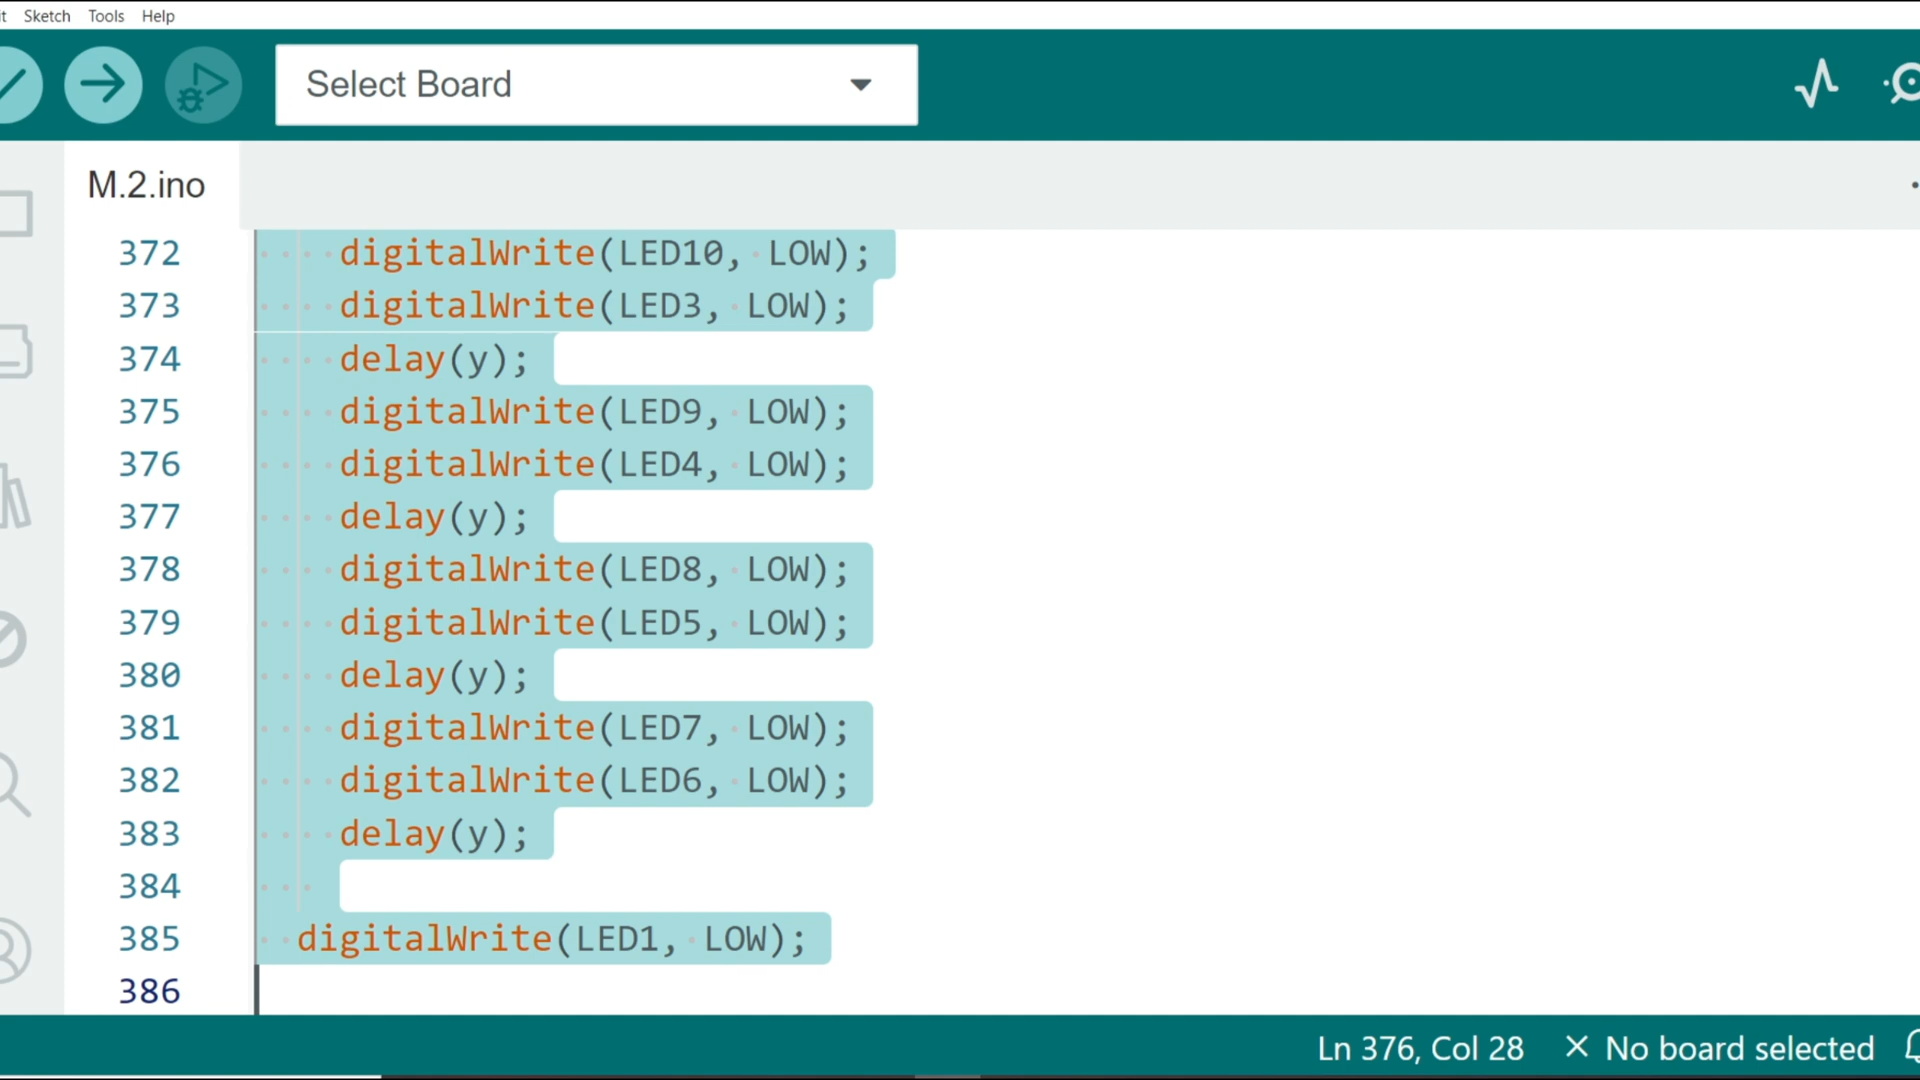 it Sketch Tools Help
Select Board
M.2.ino
372 digitalWrite(LED10, LOW);
373 digitalWrite(LED3, LOW);
374 delay(y);
375 digitalWrite(LED9, LOW);
376 digitalWrite(LED4, LOW);
377 delay(y);
378 digitalWrite(LED8, LOW);
379 digitalWrite(LED5, LOW);
380 delay(y);
381 digitalWrite(LED7, LOW);
382 digitalWrite(LED6, LOW);
383 delay(y);
384
385 digitalWrite(LED1, LOW);
386
Ln 376, Col 28 × No board selected